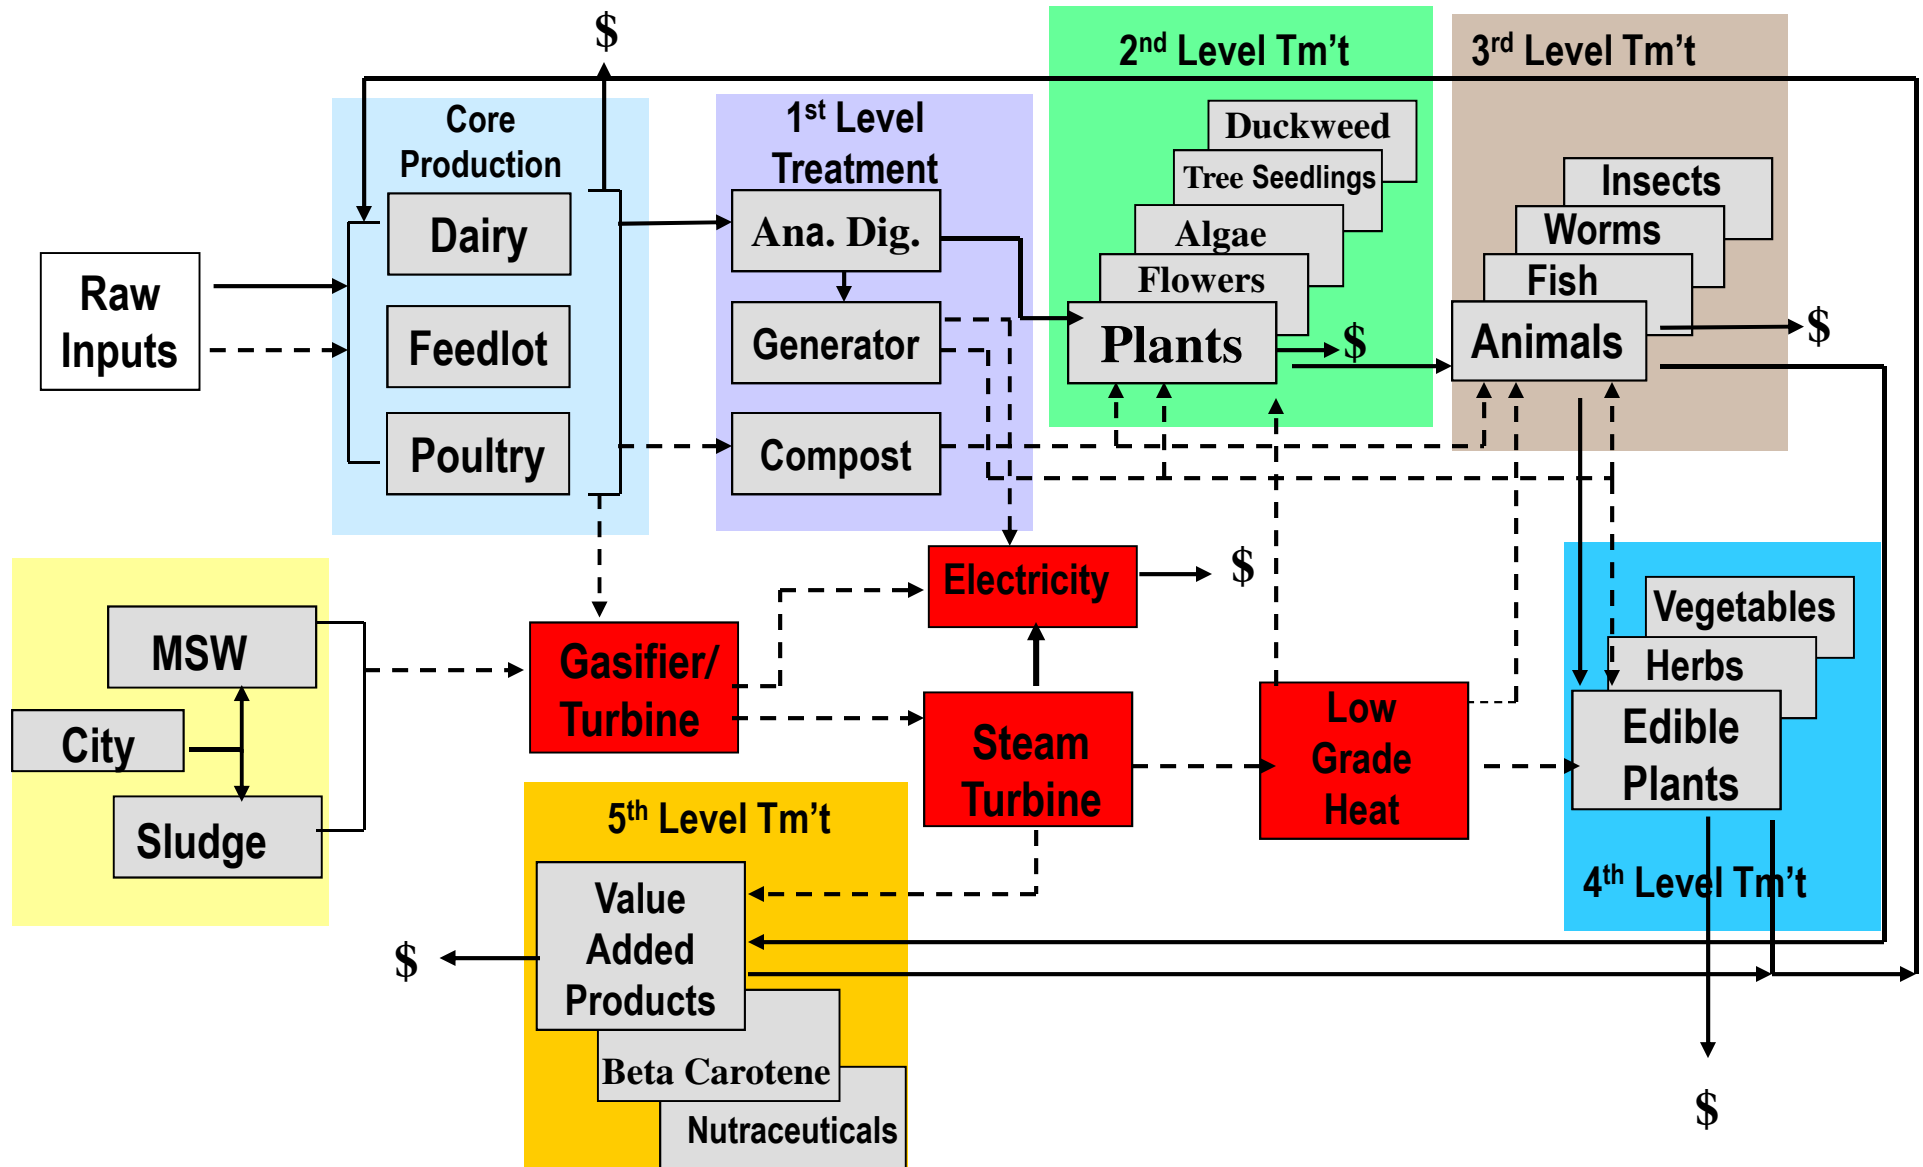 $
2nd Level Tm't
3rd Level Tm't
Core
Production
1st Level
Treatment
Duckweed
Tree Seedlings
Algae
Flowers
Plants
$
Insects
Worms
Fish
Animals
$
Raw
Inputs
Dairy
Feedlot
Poultry
Ana. Dig.
Generator
Compost
MSW
City
Sludge
Gasifier/
Turbine
Electricity
$
Steam
Turbine
Low
Grade
Heat
Vegetables
Herbs
Edible
Plants
4th Level Tm't
$
5th Level Tm't
Value
Added
Products
$
Beta Carotene
Nutraceuticals